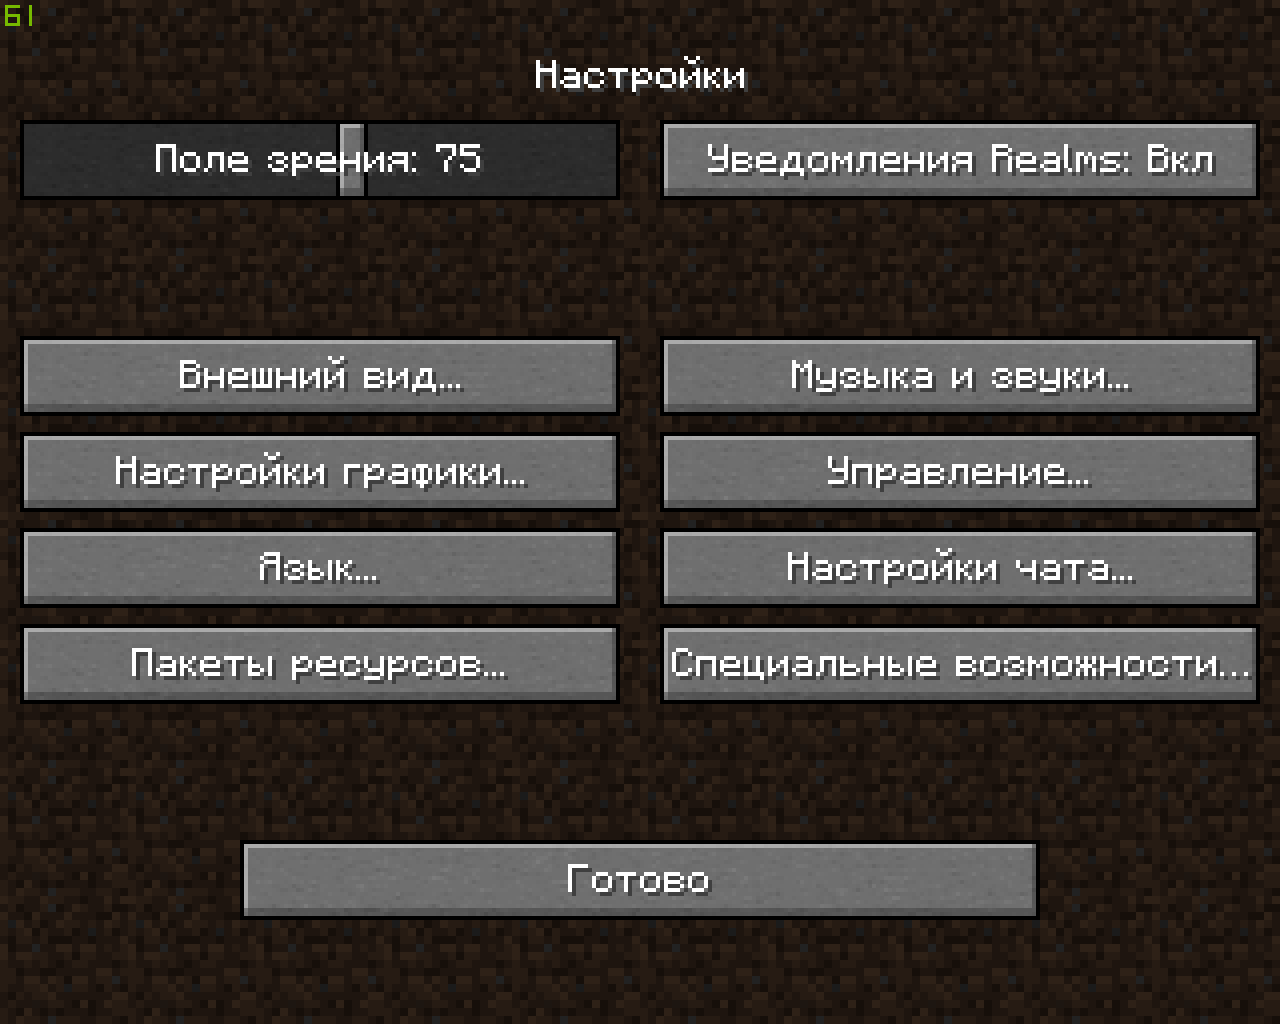 61
Настройки
Поле зрения: 75
Уведомления Realms: Вкл
Внешний вид...
Музыка и звуки...
Настройки графики...
Управление...
Язык...
Настройки чата...
Пакеты ресурсов...
Специальные возможности...
Готово